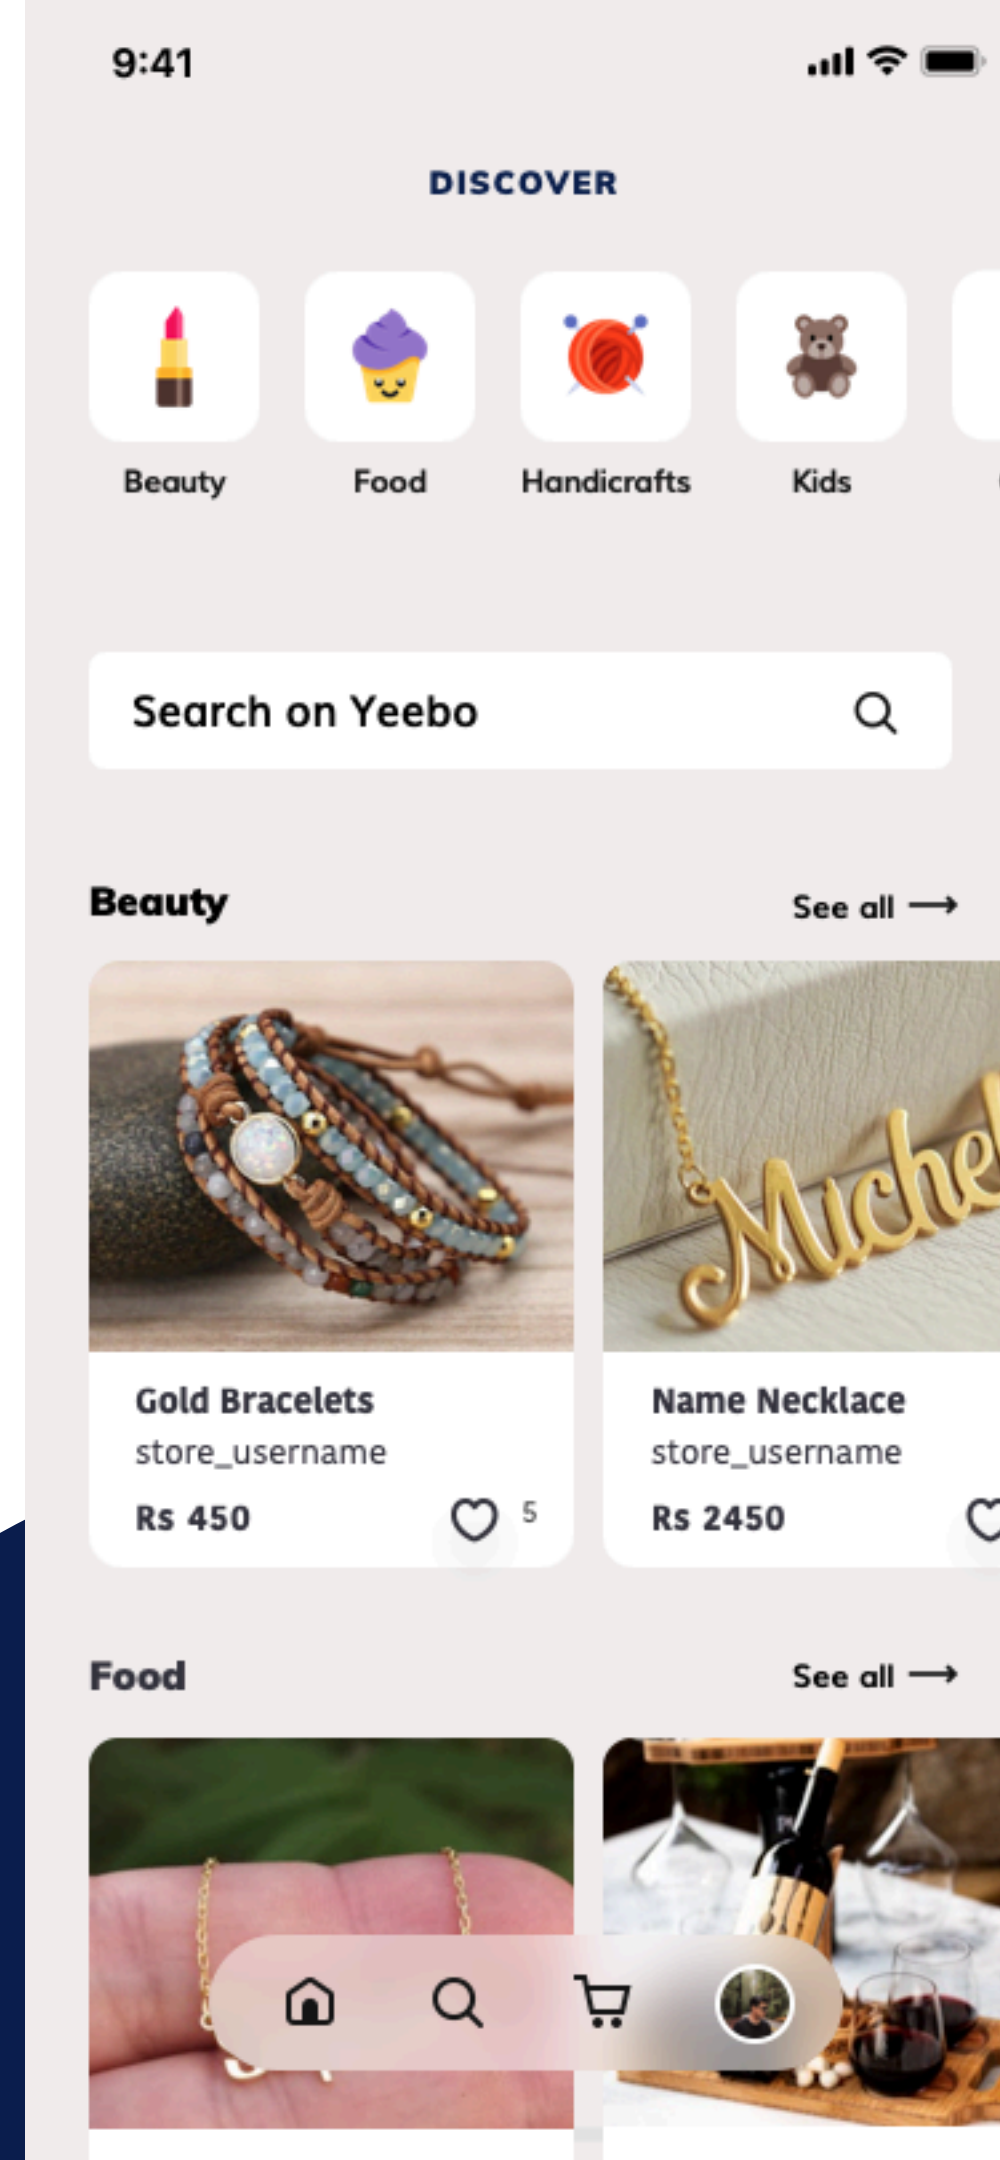 9:41
DISCOVER
Beauty
Food
Handicrafts
Kids
Search on Yeebo
Beauty
See all
Michel
Gold Bracelets
store_username
Rs 450
5
Name Necklace
store_username
Rs 2450
Food
See all